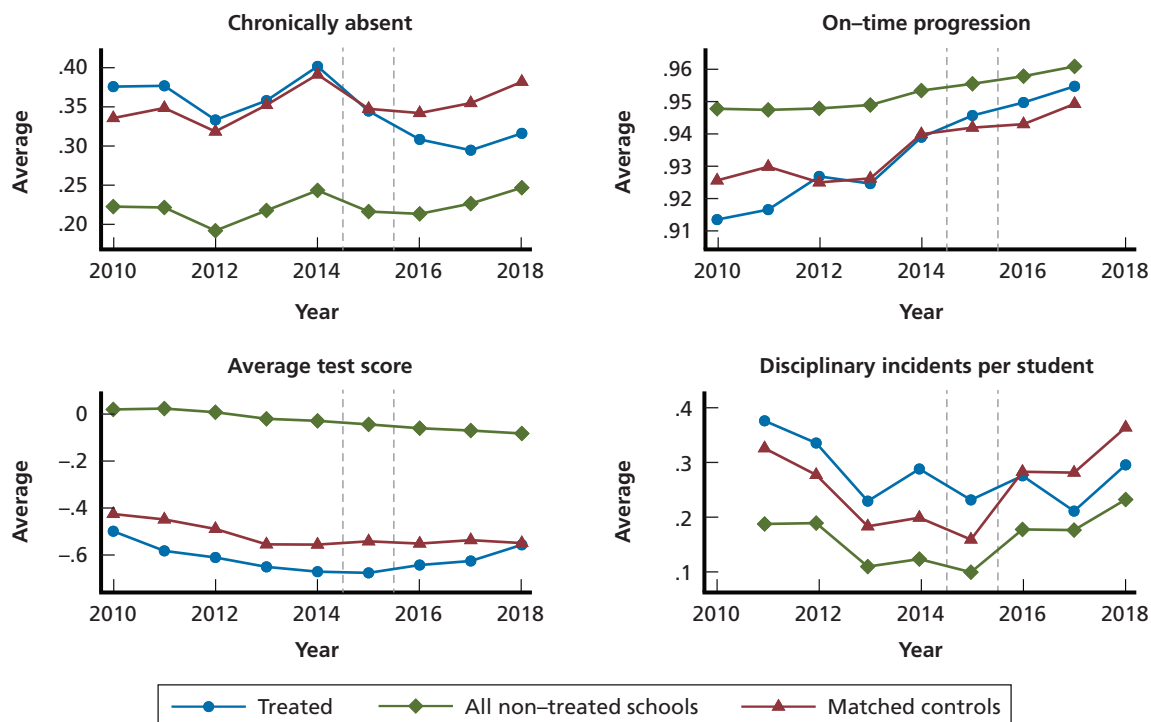 Chronically absent
.40
.35
.30
.25
.20
Average
2010 2012 2014 2016 2018
Year
On–time progression
.96
.95
.94
.93
.92
.91
Average
2010 2012 2014 2016 2018
Year
Average test score
0
–.2
–.4
–.6
Average
2010 2012 2014 2016 2018
Year
Disciplinary incidents per student
.4
.3
.2
.1
Average
2010 2012 2014 2016 2018
Year
Treated All non–treated schools Matched controls